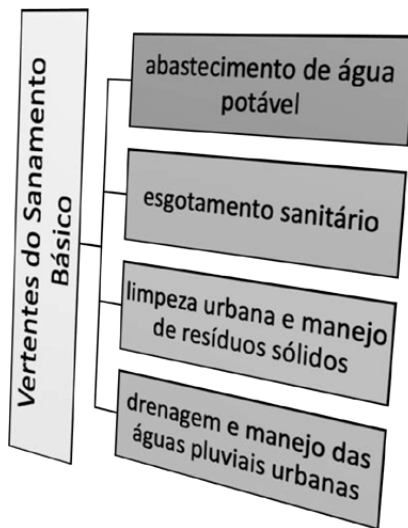 Vertentes do Sanamento
Básico
abastecimento de água
potável
esgotamento sanitário
limpeza urbana e manejo
de resíduos sólidos
drenagem e manejo das
águas pluviais urbanas